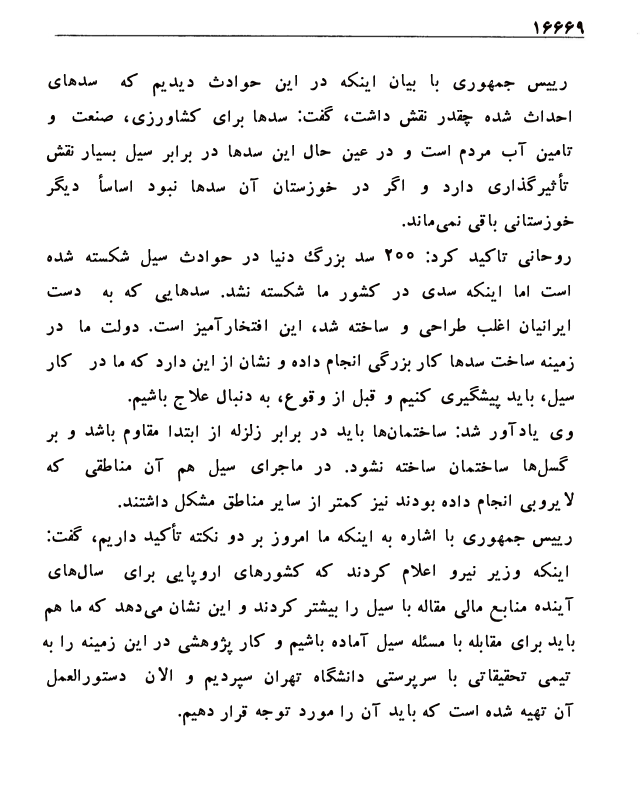 ۱۶۶۶۹
رییس جمهوری با بیان اینکه در این حوادث دیدیم که سدهای
احداث شده چقدر نقش داشت، گفت: سدها برای کشاورزی، صنعت و
تامین آب مردم است و در عین حال این سدها در برابر سیل بسیار نقش
تأثیرگذاری دارد و اگر در خوزستان آن سدها نبود اساسأ دیگر
خوزستانی باقی نمی‌ماند.
روحانی تاکید کرد: ۲۰۰ سد بزرگ دنیا در حوادث سیل شکسته شده
است اما اینکه سدی در کشور ما شکسته نشد. سدهایی که به دست
ایرانیان اغلب طراحی و ساخته شد، این افتخارآمیز است. دولت ما در
زمینه ساخت سدها کار بزرگی انجام داده و نشان از این دارد که ما در کار
سیل، باید پیشگیری کنیم و قبل از وقوع، به دنبال علاج باشیم.
وی یادآور شد: ساختمان‌ها باید در برابر زلزله از ابتدا مقاوم باشد و بر
گسل‌ها ساختمان ساخته نشود. در ماجرای سیل هم آن مناطقی که
لایروبی انجام داده بودند نیز کمتر از سایر مناطق مشکل داشتند.
رییس جمهوری با اشاره به اینکه ما امروز بر دو نکته تأکید داریم، گفت:
اینکه وزیر نیرو اعلام کردند که کشورهای اروپایی برای سال‌های
آینده منابع مالی مقاله با سیل را بیشتر کردند و این نشان می‌دهد که ما هم
باید برای مقابله با مسئله سیل آماده باشیم و کار پژوهشی در این زمینه را به
تیمی تحقیقاتی با سرپرستی دانشگاه تهران سپردیم و الان دستورالعمل
آن تهیه شده است که باید آن را مورد توجه قرار دهیم.